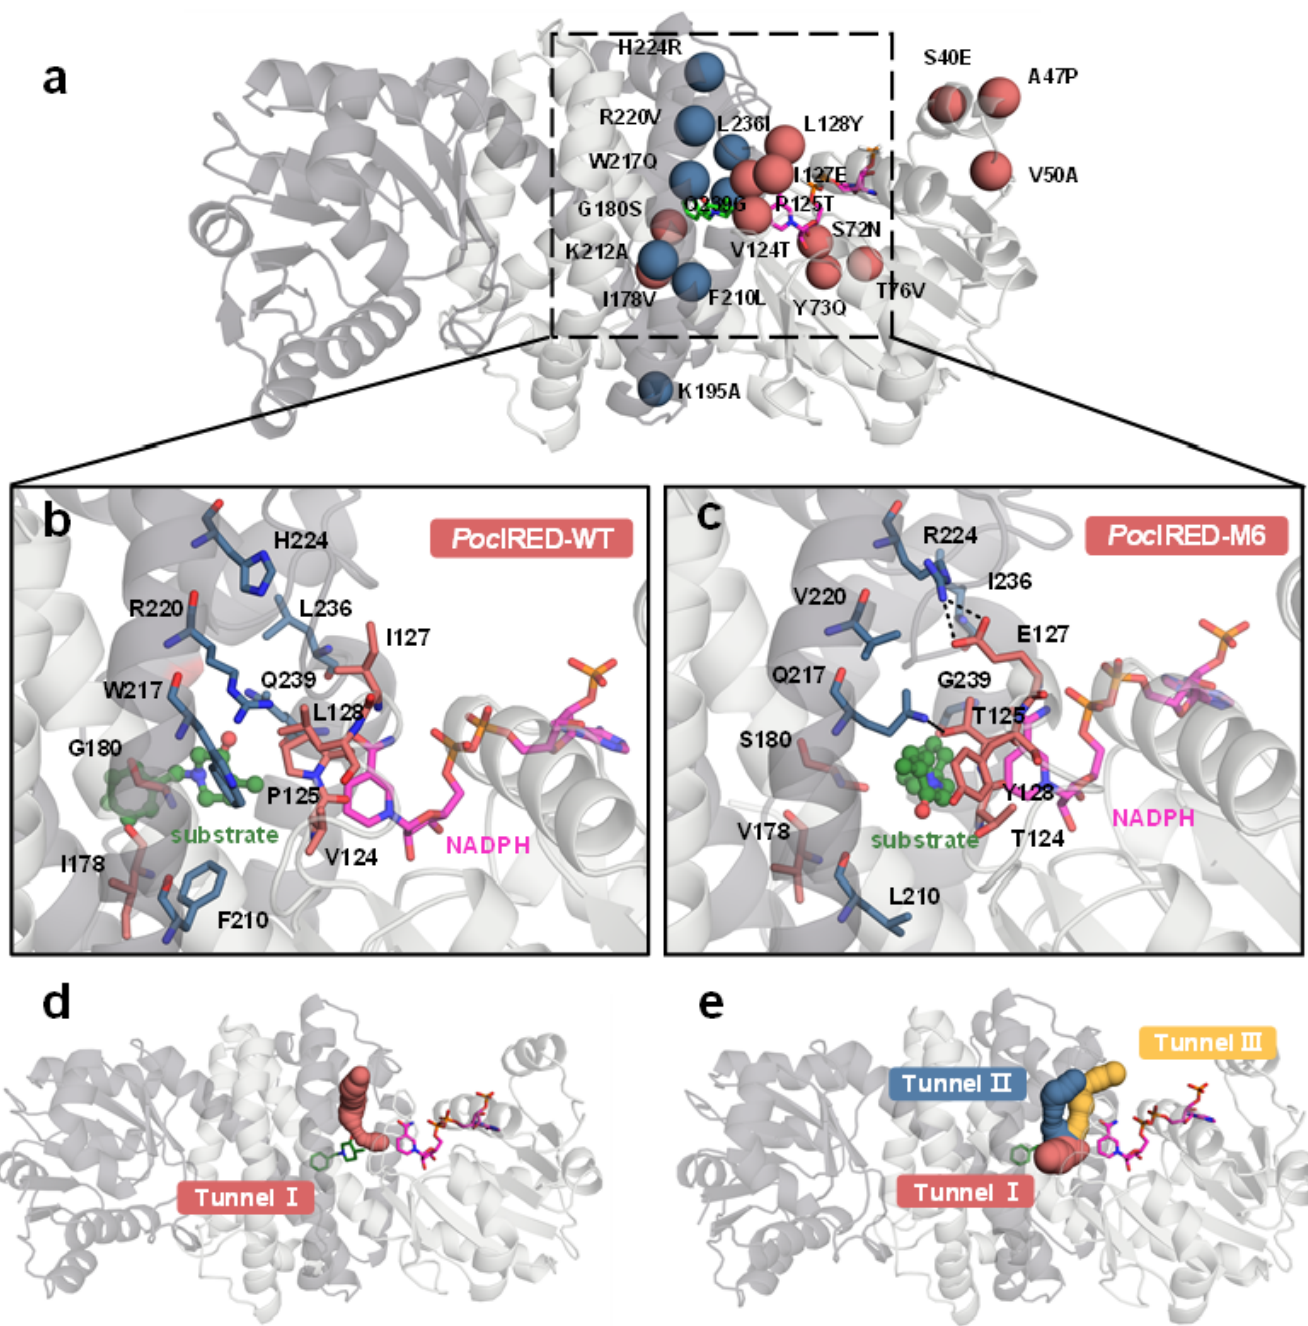 a
H224R
S40E
A47P
R220V
L236I
L128Y
W217Q
I127E
V50A
G180S
Q239G
P125T
K212A
V124T
S72N
I178V
F210L
Y73Q
T76V
K195A
b
PocIRED-WT
H224
R220
L236
I127
W217
Q239
L128
G180
P125
substrate
V124
NADPH
I178
F210
c
PocIRED-M6
R224
I236
V220
E127
Q217
G239
T125
S180
Y128
NADPH
V178
substrate
T124
L210
d
Tunnel I
e
Tunnel III
Tunnel II
Tunnel I